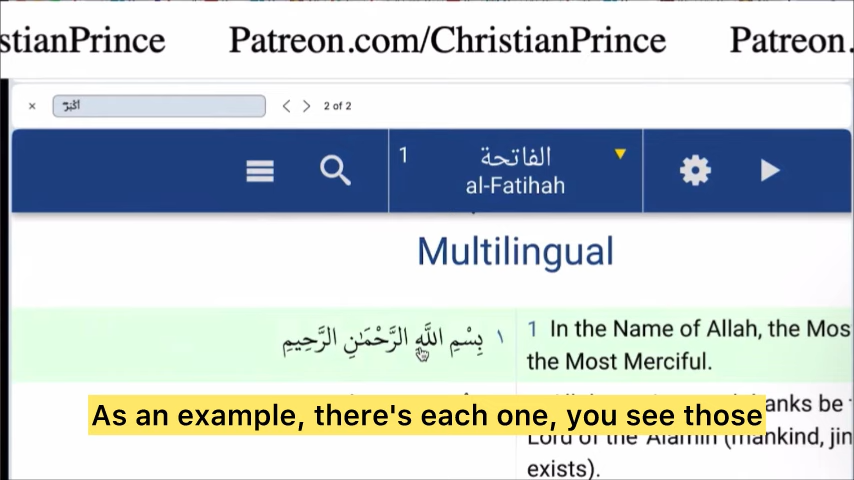 stianPrince Patreon.com/ChristianPrince Patreon.
× أكبر 2 of 2
1 الفاتحة
al-Fatihah
Multilingual
١ بِسْمِ اللَّهِ الرَّحْمَٰنِ الرَّحِيمِ
1 In the Name of Allah, the Mos
the Most Merciful.
As an example, there's each one, you see those
anks be
Lord of the 'Alamin (mankind, jin
exists).